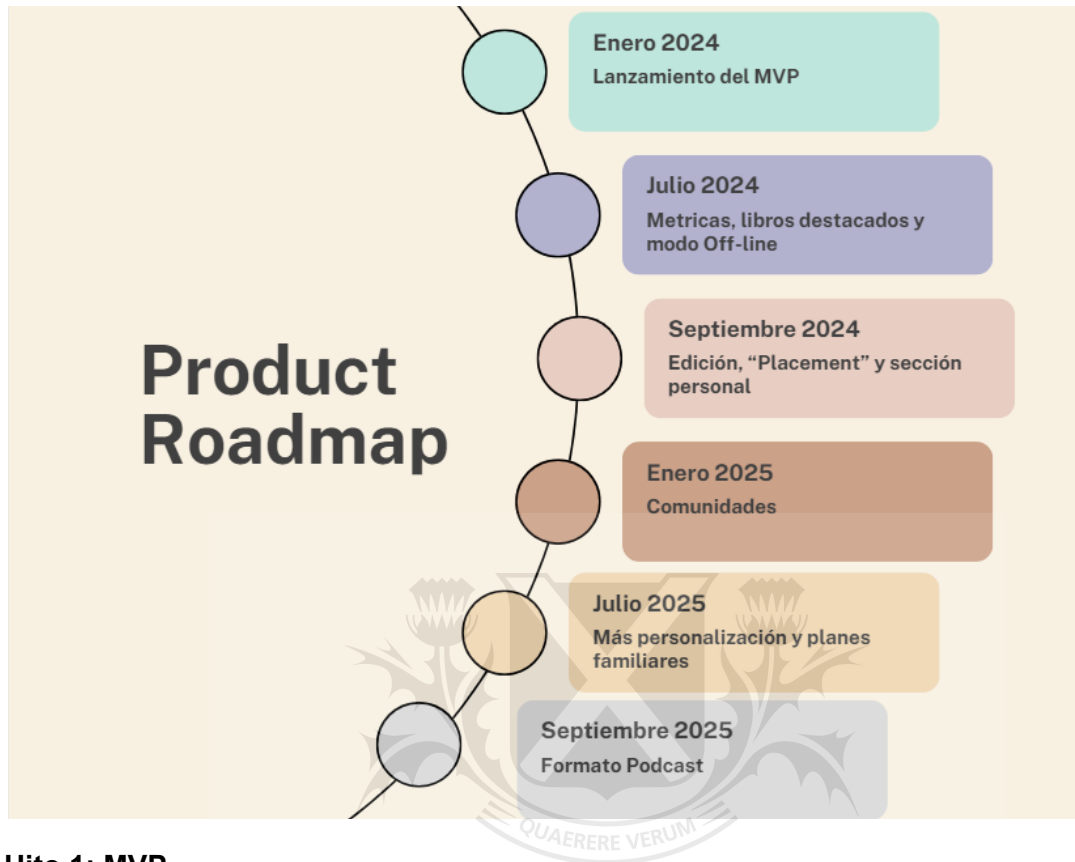 Enero 2024
Lanzamiento del MVP
Julio 2024
Metricas, libros destacados y
modo Off-line
Septiembre 2024
Edición, “Placement” y sección
personal
Product
Roadmap
Enero 2025
Comunidades
Julio 2025
Más personalización y planes
familiares
Septiembre 2025
Formato Podcast
QUAERERE VERUM
Hito 1: MVP